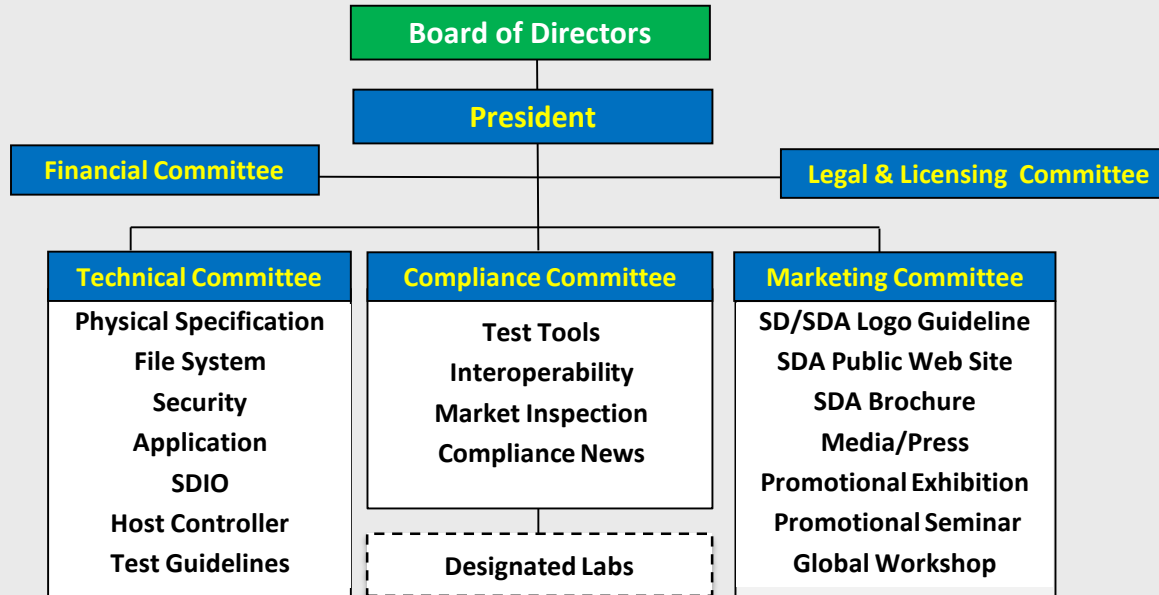 Board of Directors
President
Financial Committee
Legal & Licensing Committee
Technical Committee
Physical Specification
File System
Security
Application
SDIO
Host Controller
Test Guidelines
Compliance Committee
Test Tools
Interoperability
Market Inspection
Compliance News
Designated Labs
Marketing Committee
SD/SDA Logo Guideline
SDA Public Web Site
SDA Brochure
Media/Press
Promotional Exhibition
Promotional Seminar
Global Workshop